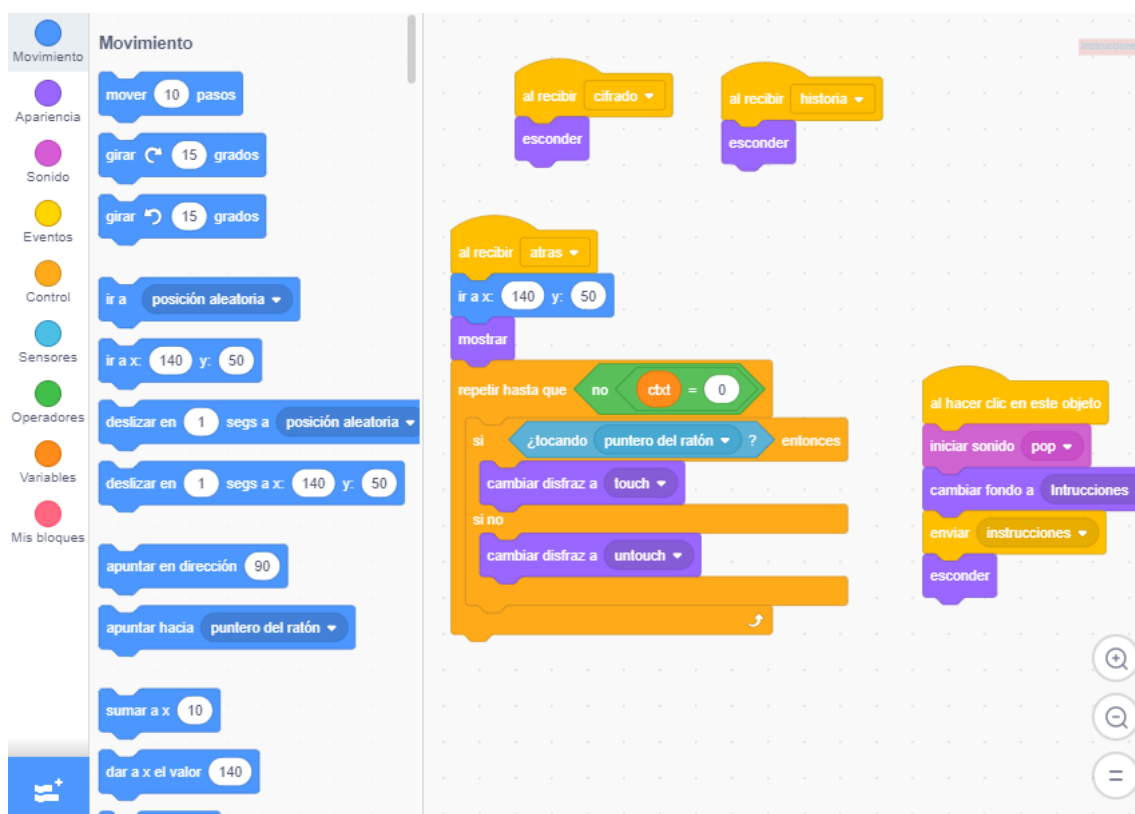 Movimiento
Apariencia
Sonido
Eventos
Control
Sensores
Operadores
Variables
Mis bloques
Movimiento
mover 10 pasos
girar 15 grados
girar 15 grados
ir a posición aleatoria
ir a x: 140 y: 50
deslizar en 1 segs a posición aleatoria
deslizar en 1 segs a x: 140 y: 50
apuntar en dirección 90
apuntar hacia puntero del ratón
sumar a x 10
dar a x el valor 140
al recibir cifrado
esconder
al recibir historia
esconder
al recibir atras
ir a x: 140 y: 50
mostrar
repetir hasta que no ctxt = 0
si ¿tocando puntero del ratón ? entonces
cambiar disfraz a touch
si no
cambiar disfraz a untouch
Instruccione
al hacer clic en este objeto
iniciar sonido pop
cambiar fondo a Intrucciones
enviar instrucciones
esconder